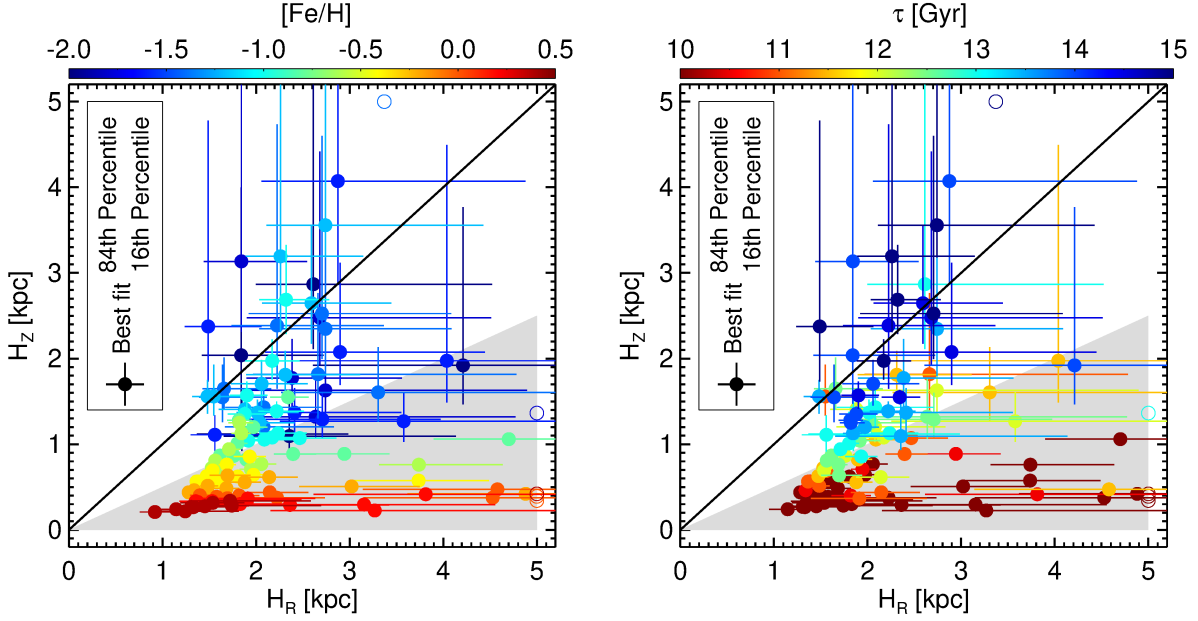 [Fe/H]
-2.0 -1.5 -1.0 -0.5 0.0 0.5
5
4
3
2
1
0
H_Z [kpc]
84th Percentile
16th Percentile
Best fit
0 1 2 3 4 5
H_R [kpc]
τ [Gyr]
10 11 12 13 14 15
5
4
3
2
1
0
H_Z [kpc]
84th Percentile
16th Percentile
Best fit
0 1 2 3 4 5
H_R [kpc]